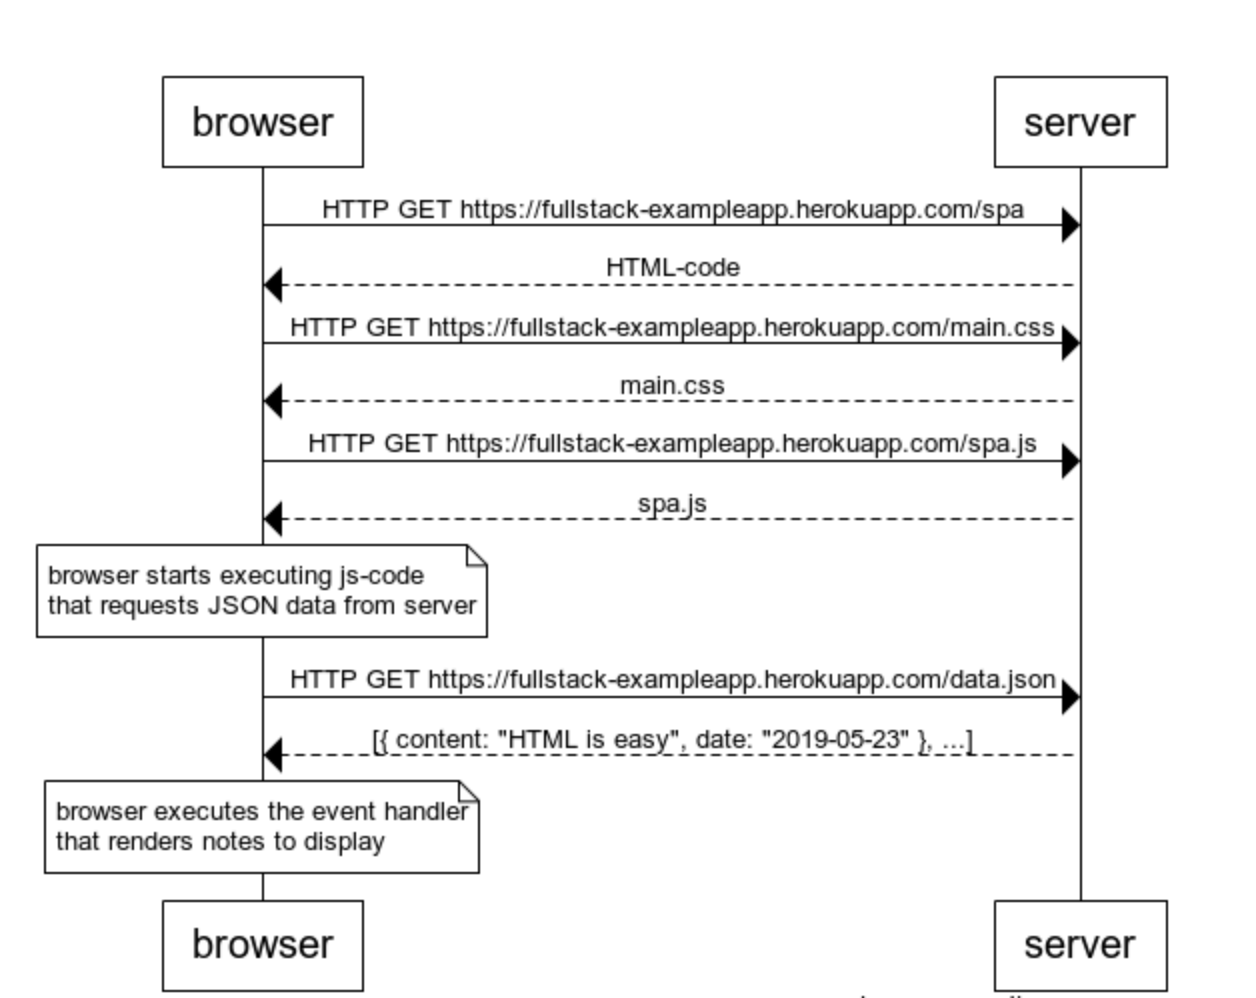 browser
server
HTTP GET https://fullstack-exampleapp.herokuapp.com/spa
HTML-code
HTTP GET https://fullstack-exampleapp.herokuapp.com/main.css
main.css
HTTP GET https://fullstack-exampleapp.herokuapp.com/spa.js
spa.js
browser starts executing js-code
that requests JSON data from server
HTTP GET https://fullstack-exampleapp.herokuapp.com/data.json
[{ content: "HTML is easy", date: "2019-05-23" }, ...]
browser executes the event handler
that renders notes to display
browser
server